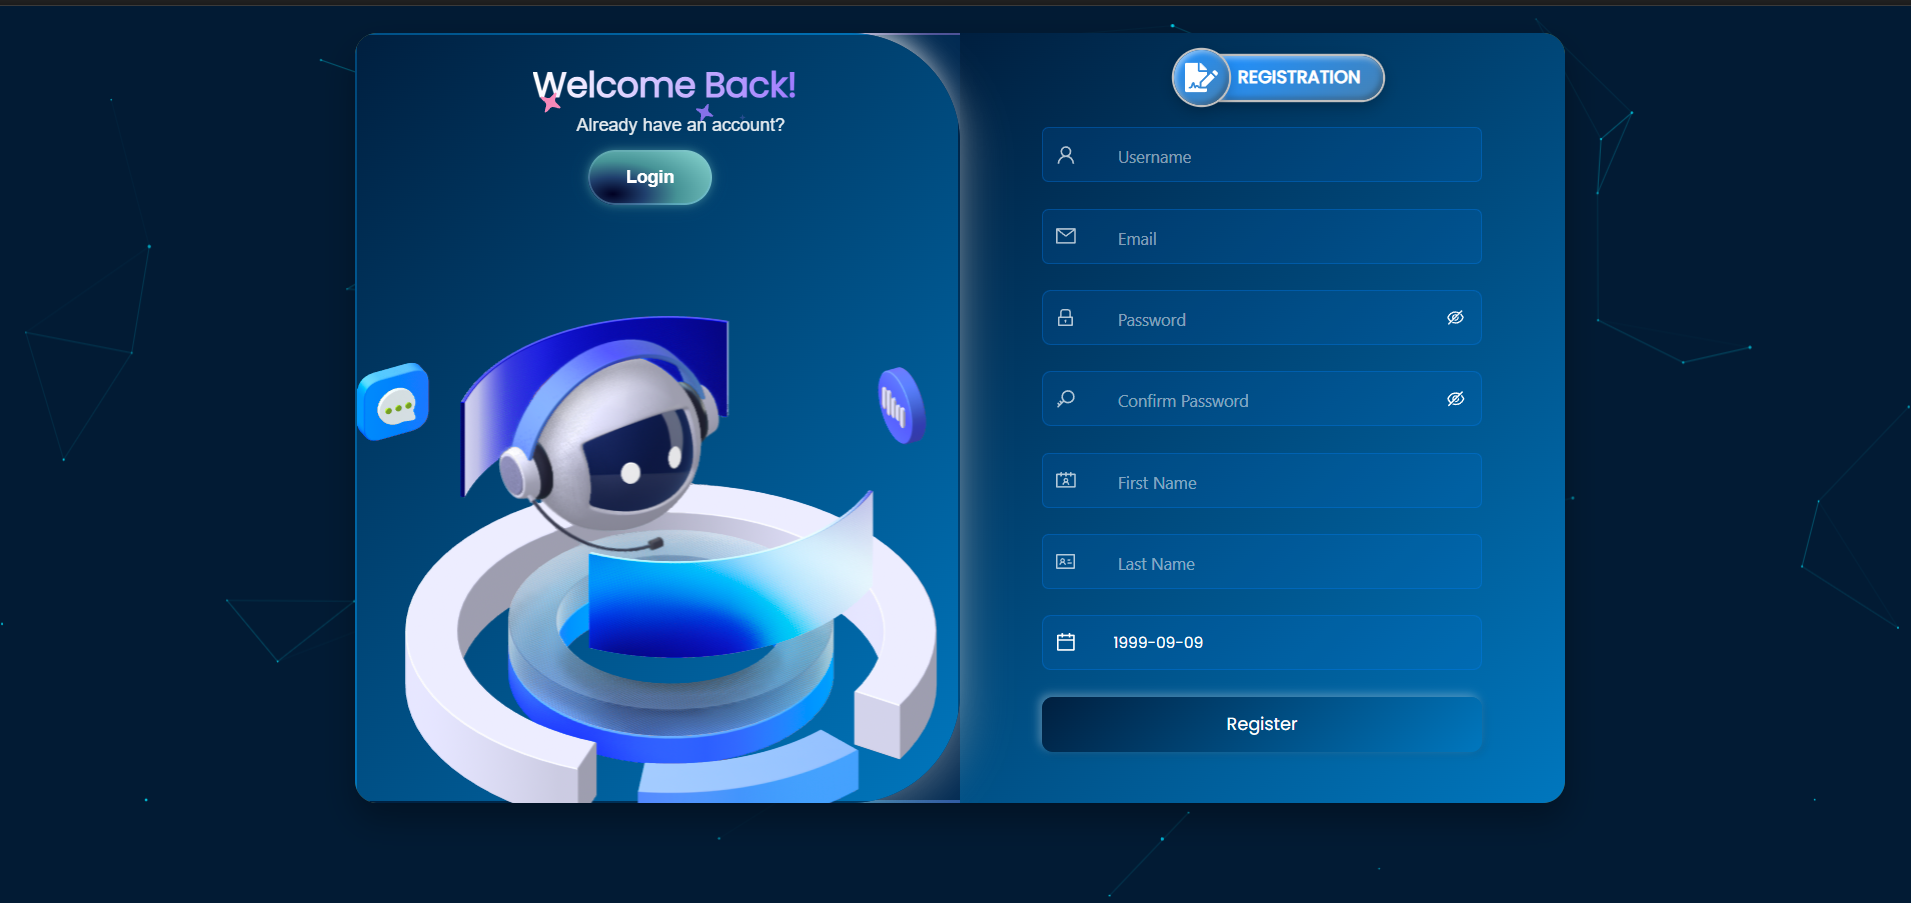 Welcome Back!
Already have an account?
Login
REGISTRATION
Username
Email
Password
Confirm Password
First Name
Last Name
1999-09-09
Register